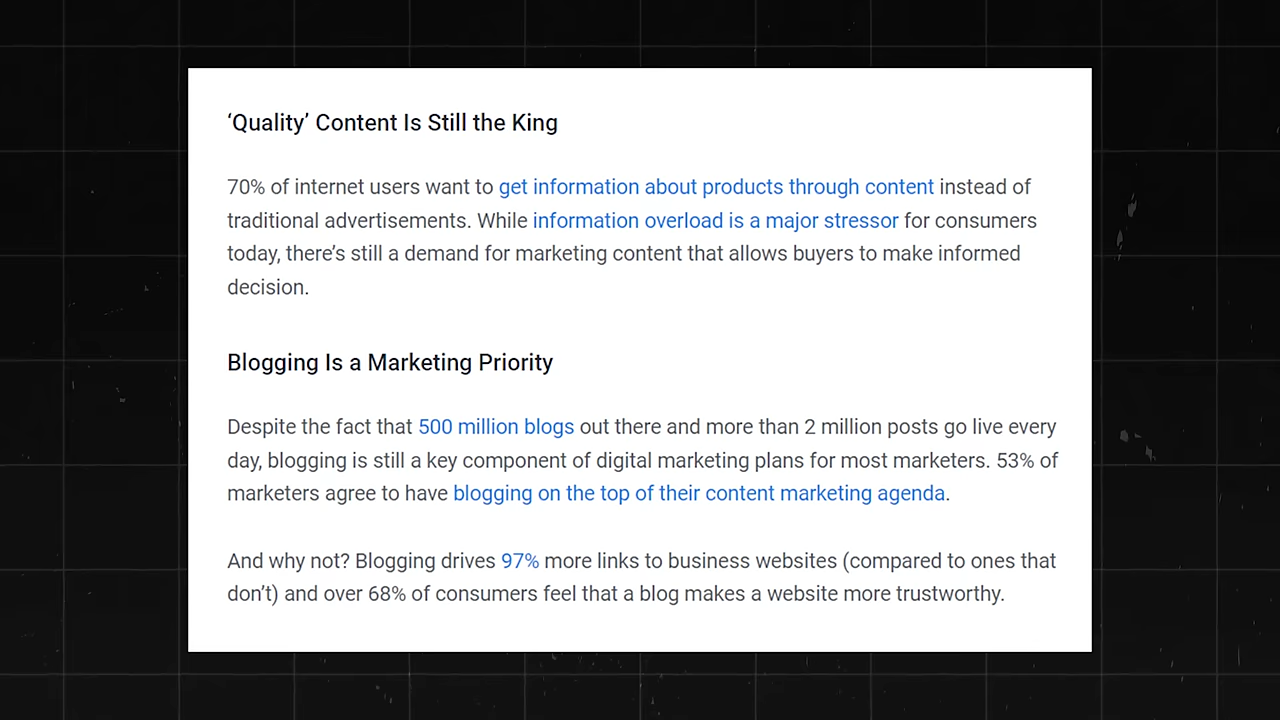 ‘Quality’ Content Is Still the King
70% of internet users want to get information about products through content instead of
traditional advertisements. While information overload is a major stressor for consumers
today, there’s still a demand for marketing content that allows buyers to make informed
decision.
Blogging Is a Marketing Priority
Despite the fact that 500 million blogs out there and more than 2 million posts go live every
day, blogging is still a key component of digital marketing plans for most marketers. 53% of
marketers agree to have blogging on the top of their content marketing agenda.
And why not? Blogging drives 97% more links to business websites (compared to ones that
don’t) and over 68% of consumers feel that a blog makes a website more trustworthy.